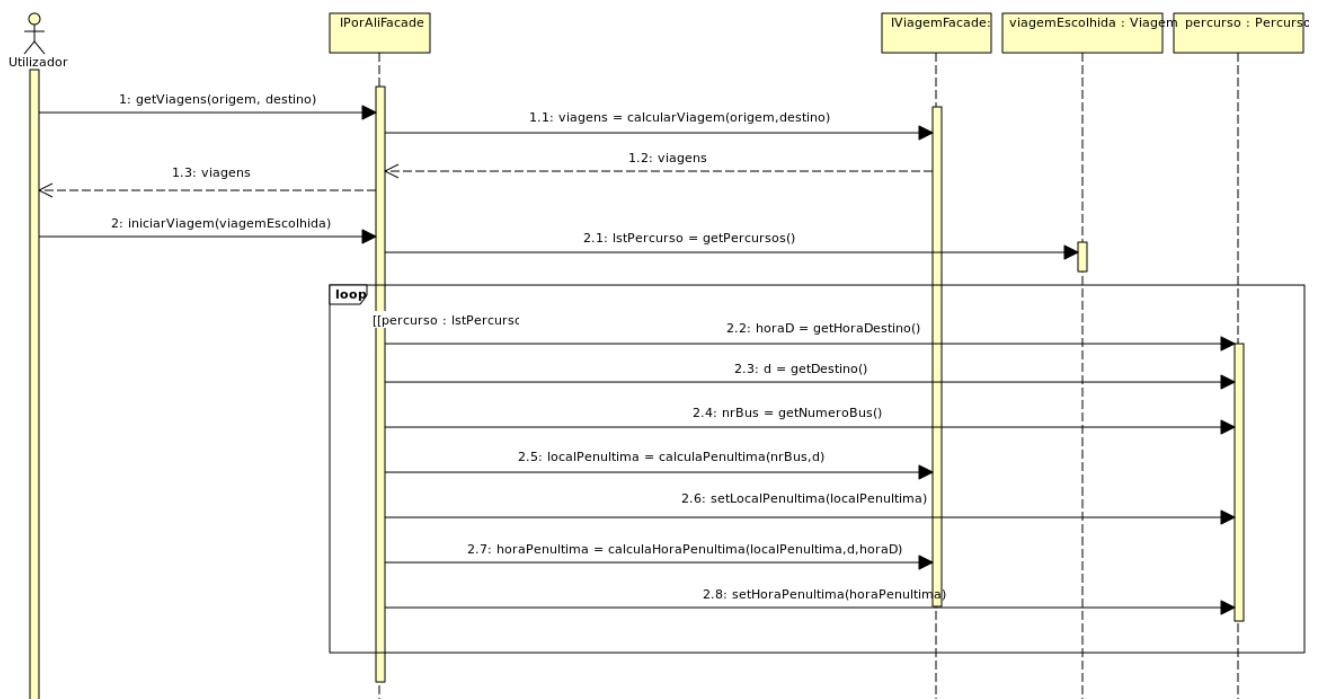 IPorAliFacade
IViagemFacade:
viagemEscolhida : Viagem
percurso : Percurso
Utilizador
1: getViagens(origem, destino)
1.1: viagens = calcularViagem(origem,destino)
1.2: viagens
1.3: viagens
2: iniciarViagem(viagemEscolhida)
2.1: lstPercurso = getPercursos()
loop
[[percurso : lstPercurso
2.2: horaD = getHoraDestino()
2.3: d = getDestino()
2.4: nrBus = getNumeroBus()
2.5: localPenultima = calculaPenultima(nrBus,d)
2.6: setLocalPenultima(localPenultima)
2.7: horaPenultima = calculaHoraPenultima(localPenultima,d,horaD)
2.8: setHoraPenultima(horaPenultima)